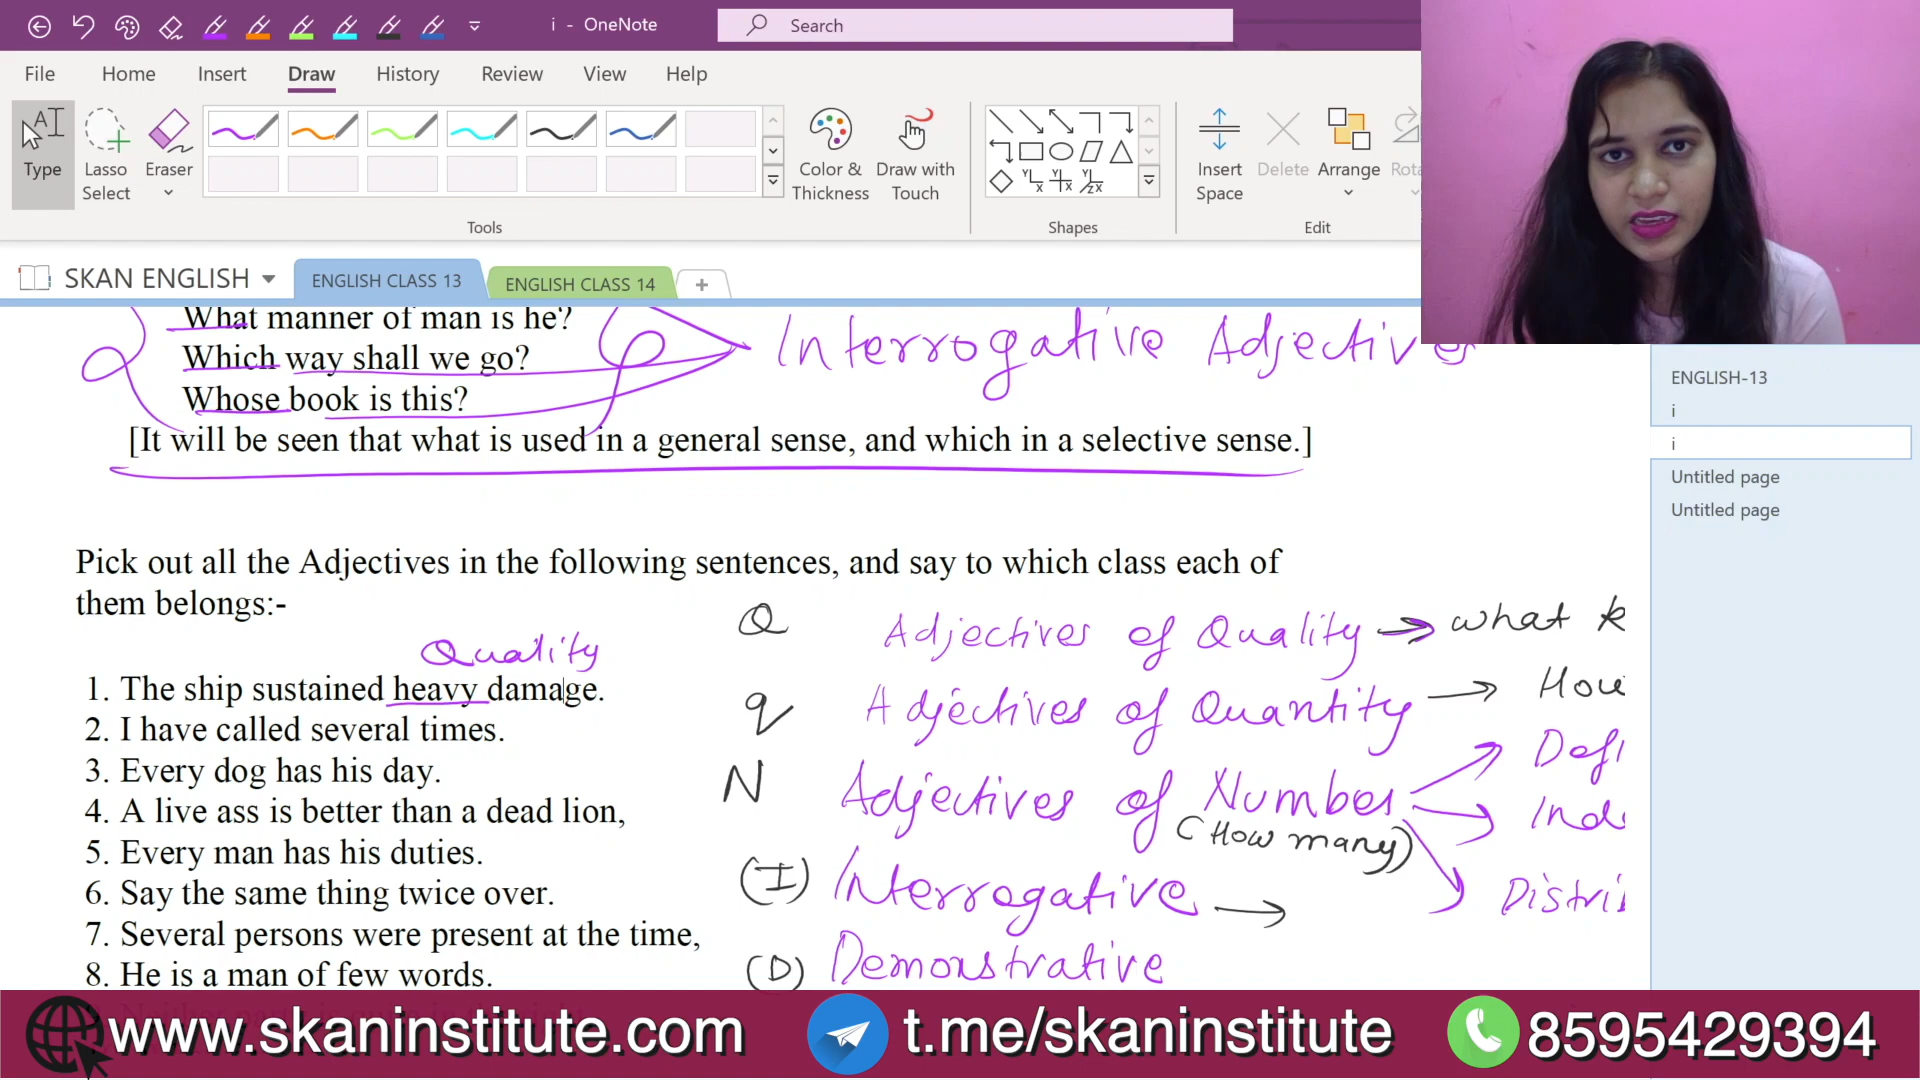 i - OneNote
Search
File Home Insert Draw History Review View Help
Type
Lasso Select
Eraser
Color & Thickness
Draw with Touch
Insert Space
Delete
Arrange
Tools
Shapes
Edit
SKAN ENGLISH
ENGLISH CLASS 13
ENGLISH CLASS 14
ENGLISH-13
i
i
Untitled page
Untitled page
What manner of man is he?
Which way shall we go?
Whose book is this?
Interrogative Adjectives
[It will be seen that what is used in a general sense, and which in a selective sense.]
Pick out all the Adjectives in the following sentences, and say to which class each of
them belongs:-
Quality
1. The ship sustained heavy damage.
2. I have called several times.
3. Every dog has his day.
4. A live ass is better than a dead lion,
5. Every man has his duties.
6. Say the same thing twice over.
7. Several persons were present at the time,
8. He is a man of few words.
Q Adjectives of Quality → what
q Adjectives of Quantity →
N Adjectives of Number
(How many)
(I) Interrogative →
(D) Demonstrative
www.skaninstitute.com
t.me/skaninstitute
8595429394